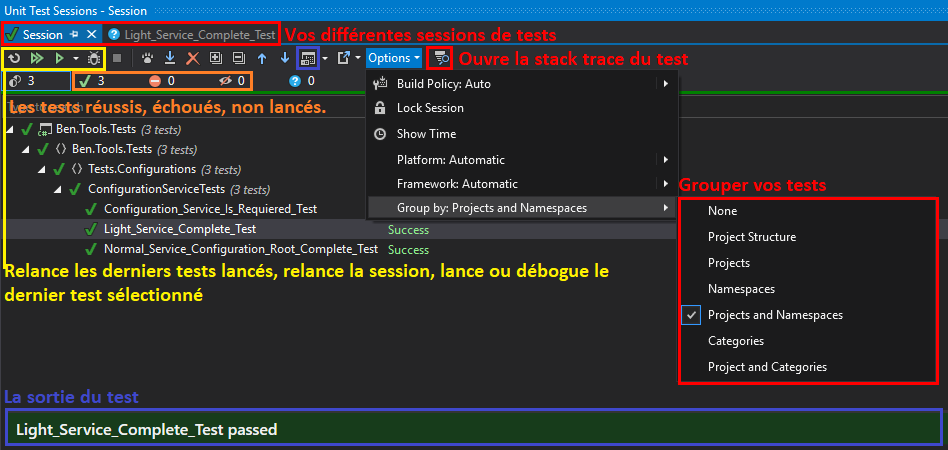 Unit Test Sessions - Session
Session
Light_Service_Complete_Test
Vos différentes sessions de tests
Options
Ouvre la stack trace du test
3
3
0
0
0
Les tests réussis, échoués, non lancés.
Build Policy: Auto
Lock Session
Show Time
Platform: Automatic
Framework: Automatic
Group by: Projects and Namespaces
Ben.Tools.Tests (3 tests)
Ben.Tools.Tests (3 tests)
Tests.Configurations (3 tests)
ConfigurationServiceTests (3 tests)
Configuration_Service_Is_Requiered_Test
Light_Service_Complete_Test Success
Normal_Service_Configuration_Root_Complete_Test Success
Grouper vos tests
None
Project Structure
Projects
Namespaces
Projects and Namespaces
Categories
Project and Categories
Relance les derniers tests lancés, relance la session, lance ou débogue le
dernier test sélectionné
La sortie du test
Light_Service_Complete_Test passed